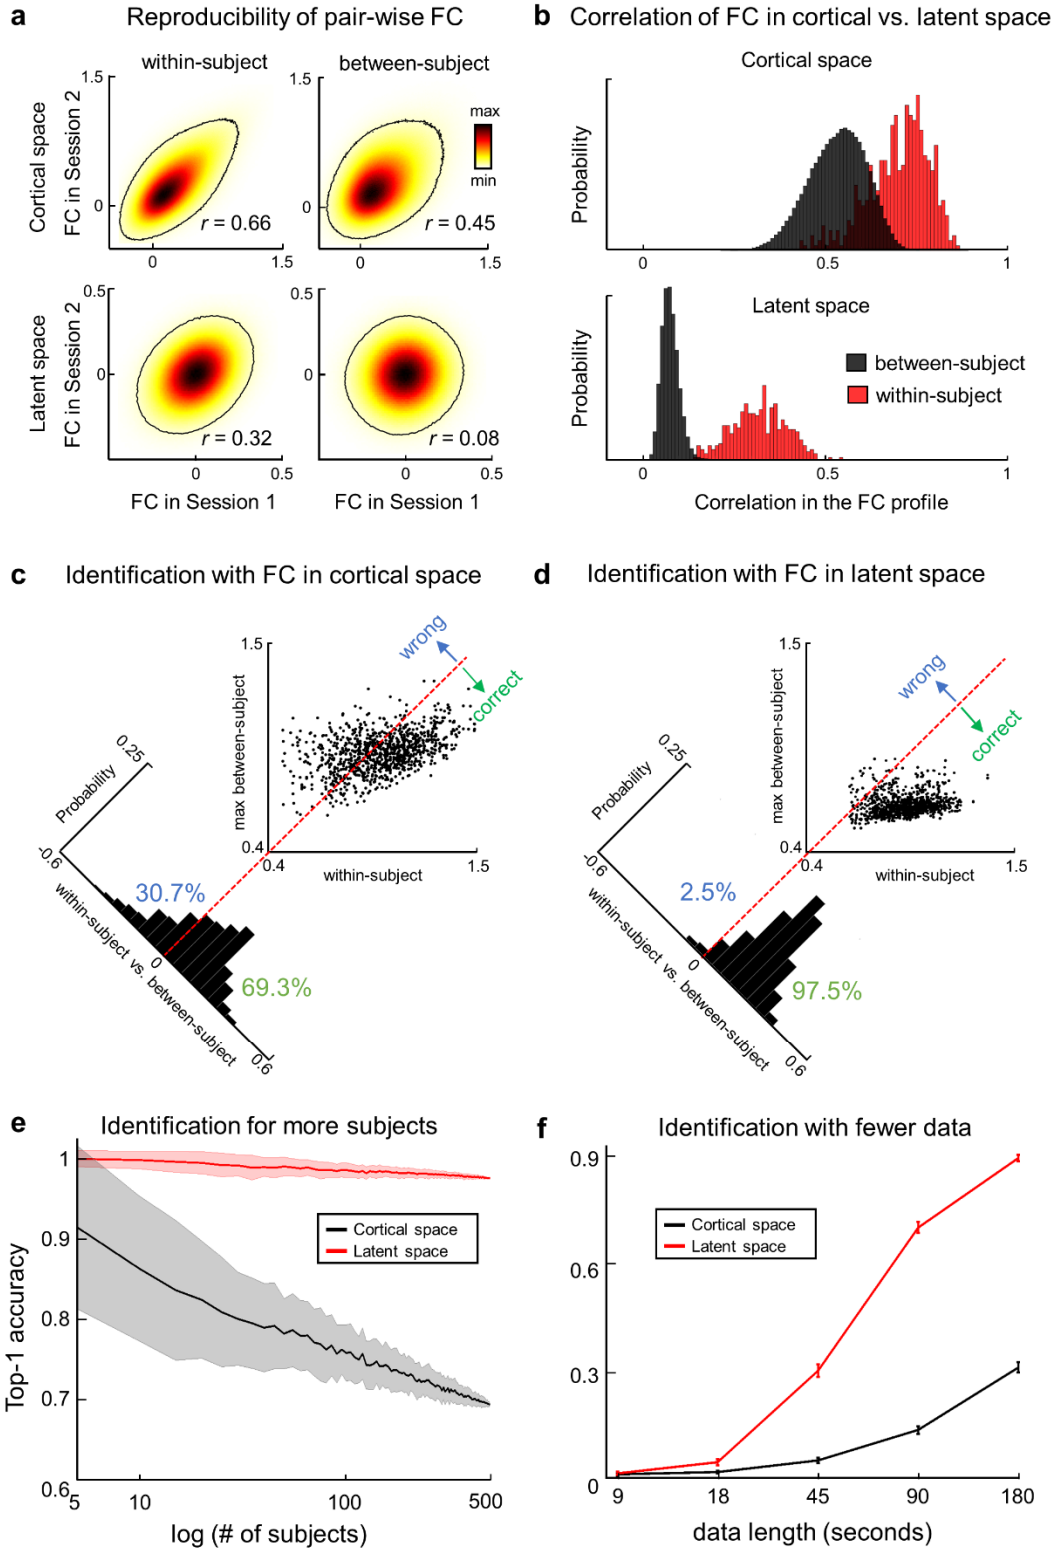 a Reproducibility of pair-wise FC
within-subject
between-subject
Cortical space
FC in Session 2
1.5
0
r = 0.66
0
1.5
1.5
0
max
min
r = 0.45
0
1.5
Latent space
FC in Session 2
0.5
0
r = 0.32
0
0.5
FC in Session 1
0.5
0
r = 0.08
0
0.5
FC in Session 1
b Correlation of FC in cortical vs. latent space
Cortical space
Probability
0
0.5
1
Latent space
Probability
between-subject
within-subject
0
0.5
1
Correlation in the FC profile
c Identification with FC in cortical space
1.5
max between-subject
0.4
0.4
within-subject
1.5
wrong
correct
0.25
Probability
-0.6
30.7%
0
69.3%
within-subject vs. between-subject
0.6
d Identification with FC in latent space
1.5
max between-subject
0.4
0.4
within-subject
1.5
wrong
correct
0.25
Probability
-0.6
2.5%
0
97.5%
within-subject vs. between-subject
0.6
e Identification for more subjects
Top-1 accuracy
1
0.9
0.8
0.7
0.6
Cortical space
Latent space
5
10
100
500
log (# of subjects)
f Identification with fewer data
0.9
0.6
0.3
0
Cortical space
Latent space
9
18
45
90
180
data length (seconds)